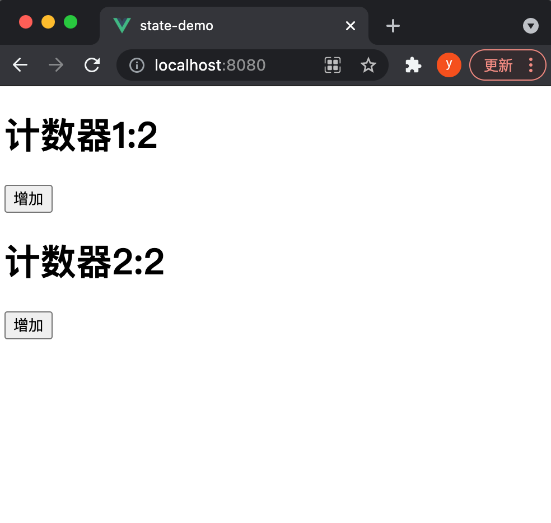 state-demo
localhost:8080
y
更新
计数器1:2
增加
计数器2:2
增加